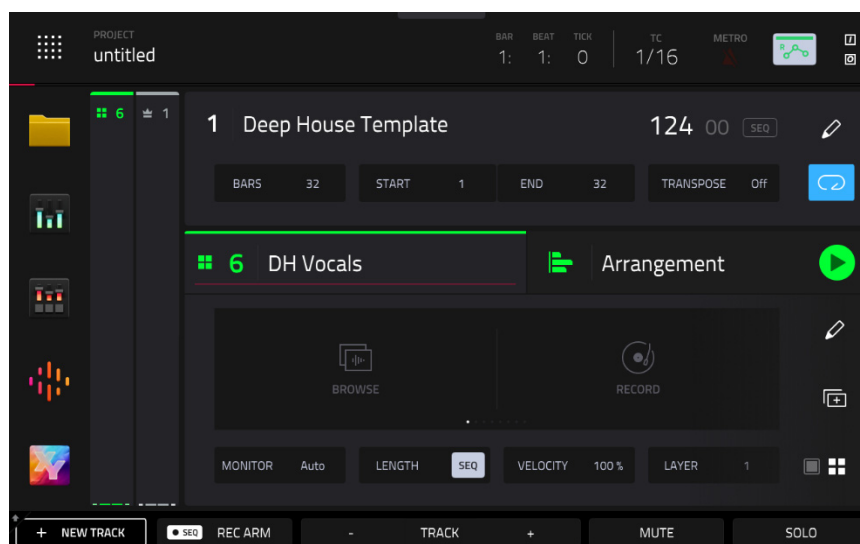 PROJECT
untitled
BAR BEAT TICK TC METRO
1: 1: 0 1/16
6 1
1 Deep House Template 124 00 SEQ
BARS 32 START 1 END 32 TRANSPOSE Off
6 DH Vocals Arrangement
BROWSE RECORD
MONITOR Auto LENGTH SEQ VELOCITY 100 % LAYER 1
+ NEW TRACK SEQ REC ARM - TRACK + MUTE SOLO